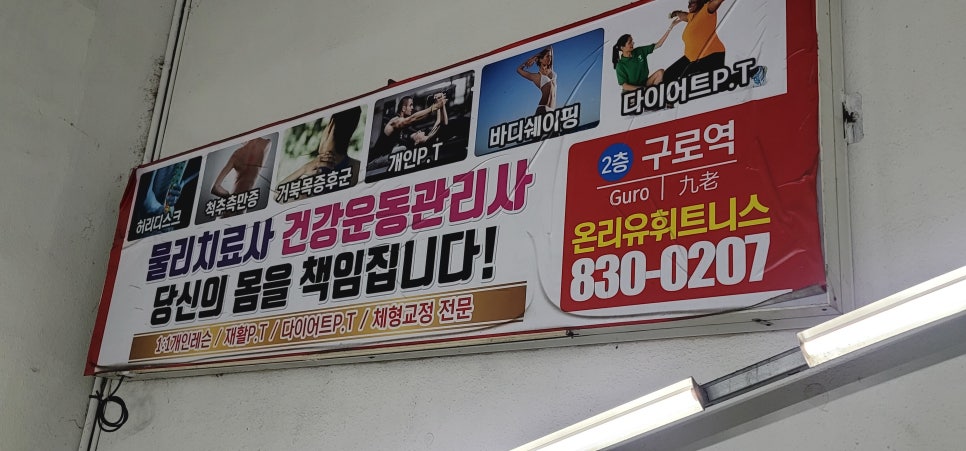 허리디스크
척추측만증
거북목증후군
개인P.T
바디쉐이핑
다이어트P.T
물리치료사 건강운동관리사
당신의 몸을 책임집니다!
1:1개인레슨 / 재활P.T / 다이어트P.T / 체형교정 전문
2층 구로역
Guro | 九老
온리유휘트니스
830-0207